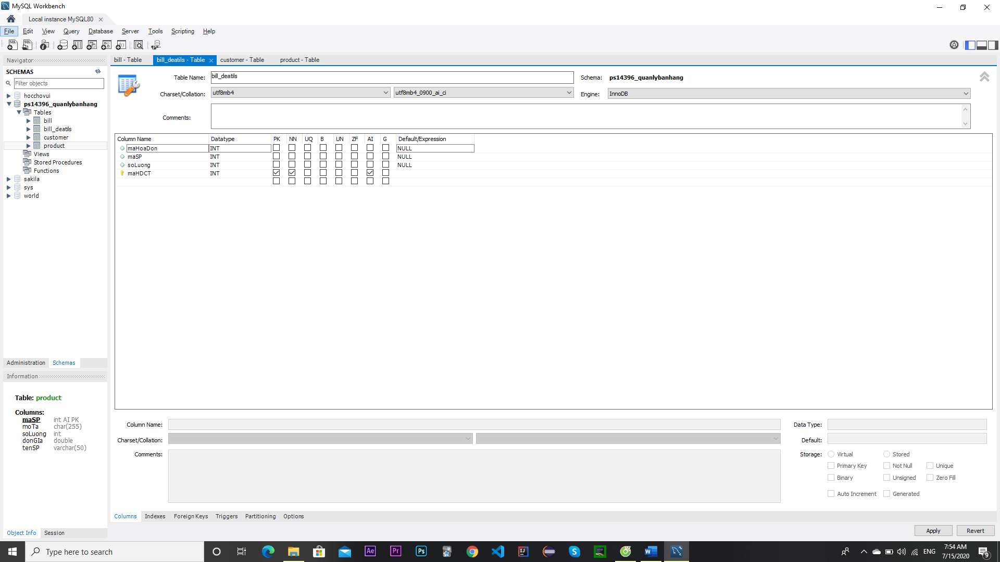 MySQL Workbench
Local instance MySQL80
File Edit View Query Database Server Tools Scripting Help
Navigator
SCHEMAS
Filter objects
hocchovui
ps14396_quanlybanhang
Tables
bill
bill_deatils
customer
product
Views
Stored Procedures
Functions
sakila
sys
world
Administration Schemas
Information
Table: product
Columns:
maSP int AI PK
moTa char(255)
soLuong int
donGIa double
tenSP varchar(50)
Object Info Session
bill - Table bill_deatils - Table customer - Table product - Table
Table Name: bill_deatils Schema: ps14396_quanlybanhang
Charset/Collation: utf8mb4 utf8mb4_0900_ai_ci Engine: InnoDB
Comments:
Column Name Datatype PK NN UQ B UN ZF AI G Default/Expression
maHoaDon INT NULL
maSP INT NULL
soLuong INT NULL
maHDCT INT
Column Name: Data Type:
Charset/Collation: Default:
Comments: Storage: Virtual Stored
Primary Key Not Null Unique
Binary Unsigned Zero Fill
Auto Increment Generated
Columns Indexes Foreign Keys Triggers Partitioning Options
Apply Revert
Type here to search
Ae Pr Ps
ENG
7:54 AM
7/15/2020
9